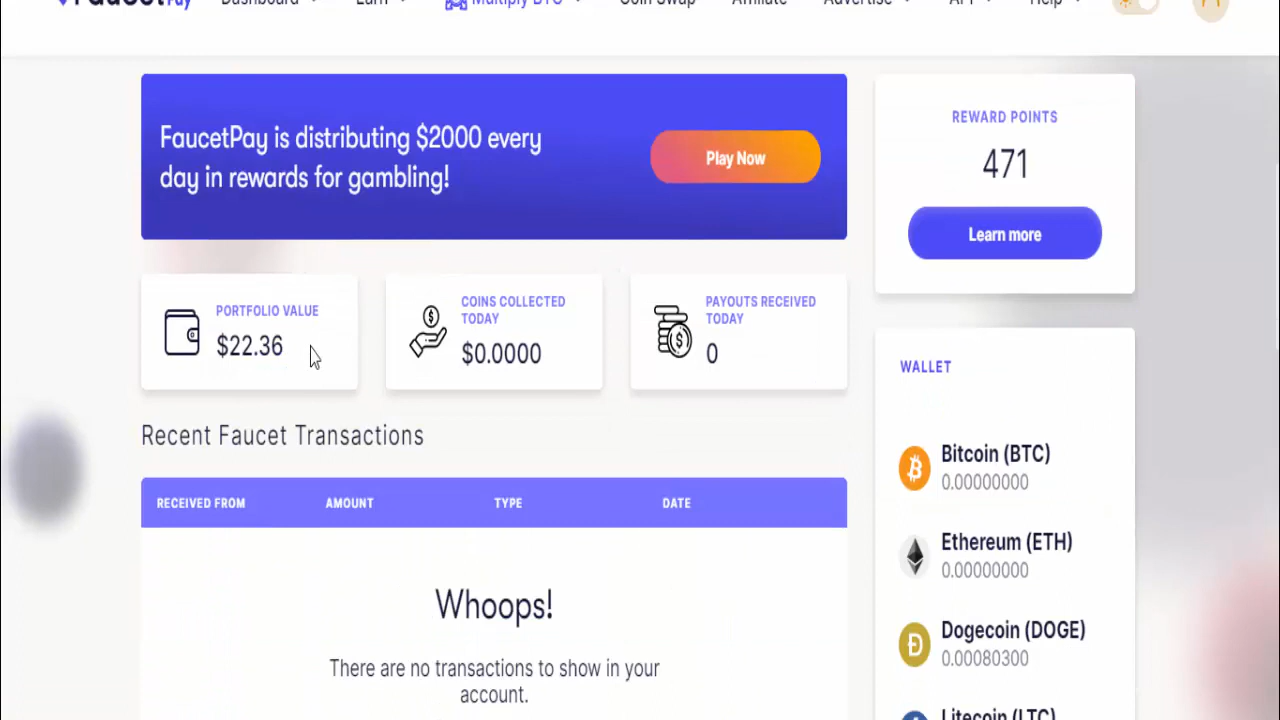 FaucetPay
Dashboard
Earn
Multiply BTC
Coin Swap
Affiliate
Advertise
API
Help
FaucetPay is distributing $2000 every
day in rewards for gambling!
Play Now
REWARD POINTS
471
Learn more
PORTFOLIO VALUE
$22.36
COINS COLLECTED
TODAY
$0.0000
PAYOUTS RECEIVED
TODAY
0
WALLET
Bitcoin (BTC)
0.00000000
Ethereum (ETH)
0.00000000
Dogecoin (DOGE)
0.00080300
Litecoin (LTC)
Recent Faucet Transactions
RECEIVED FROM
AMOUNT
TYPE
DATE
Whoops!
There are no transactions to show in your
account.